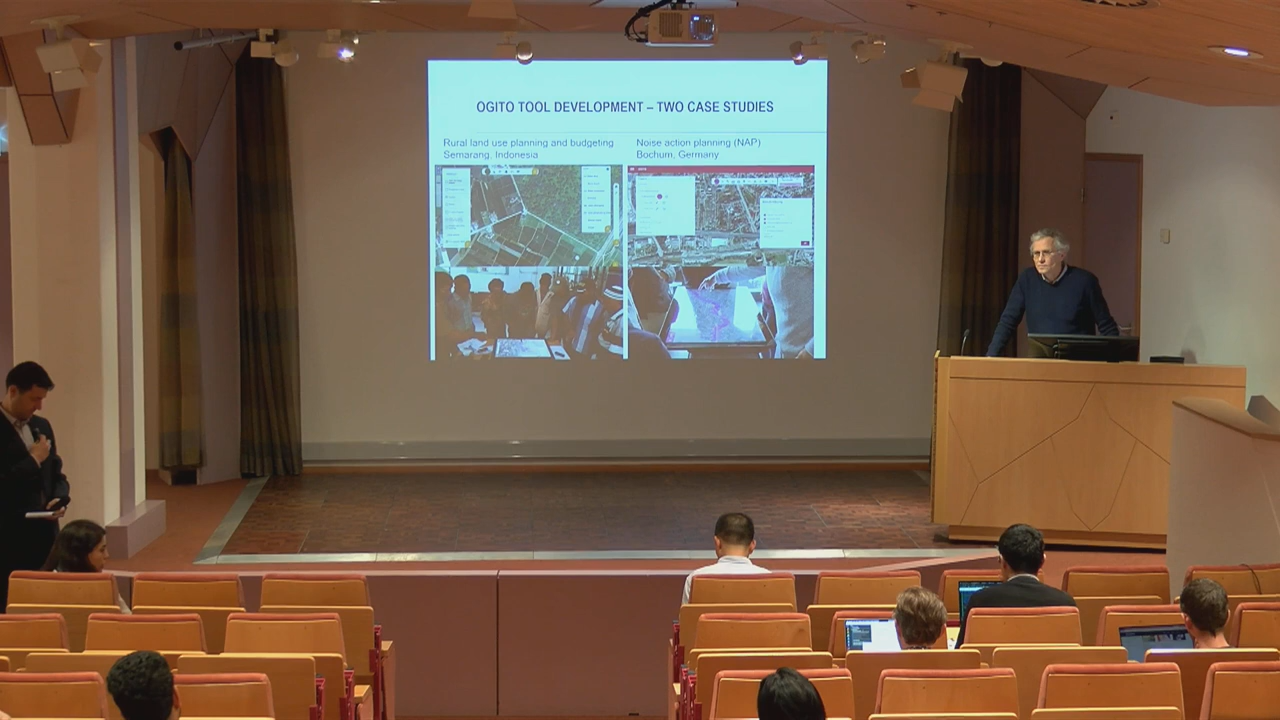 OGITO TOOL DEVELOPMENT – TWO CASE STUDIES
Rural land use planning and budgeting
Semarang, Indonesia
Noise action planning (NAP)
Bochum, Germany